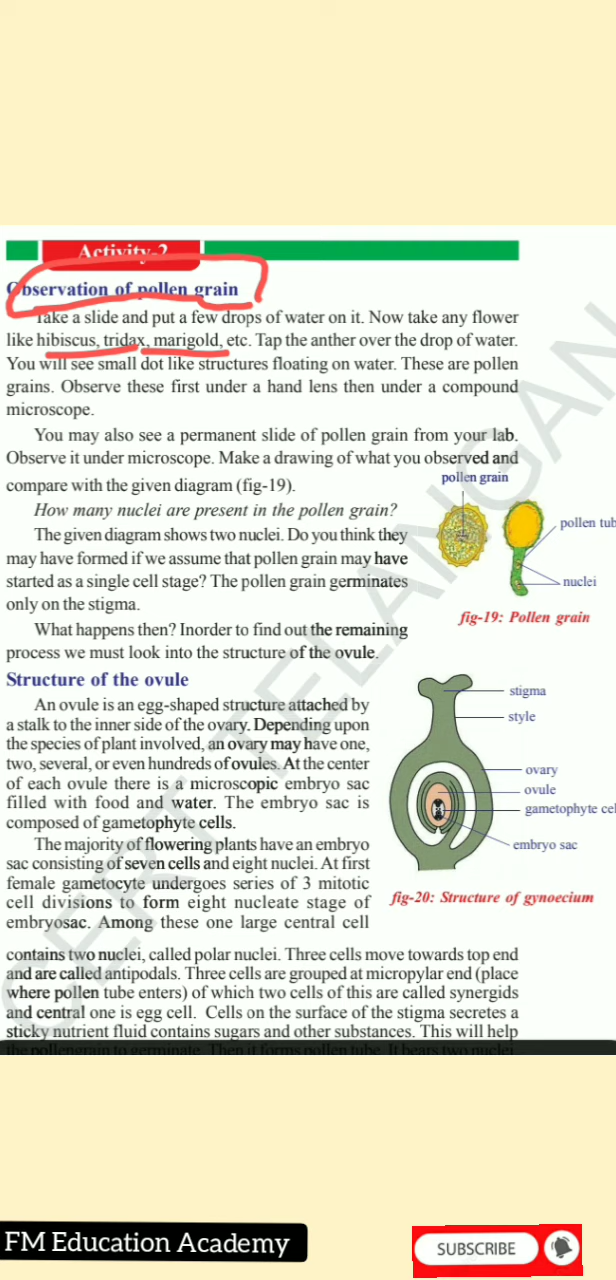 Activity-2
Observation of pollen grain
Take a slide and put a few drops of water on it. Now take any flower
like hibiscus, tridax, marigold, etc. Tap the anther over the drop of water.
You will see small dot like structures floating on water. These are pollen
grains. Observe these first under a hand lens then under a compound
microscope.
You may also see a permanent slide of pollen grain from your lab.
Observe it under microscope. Make a drawing of what you observed and
compare with the given diagram (fig-19).
How many nuclei are present in the pollen grain?
The given diagram shows two nuclei. Do you think they
may have formed if we assume that pollen grain may have
started as a single cell stage? The pollen grain germinates
only on the stigma.
What happens then? Inorder to find out the remaining
process we must look into the structure of the ovule.
pollen grain
pollen tub
nuclei
fig-19: Pollen grain
Structure of the ovule
An ovule is an egg-shaped structure attached by
a stalk to the inner side of the ovary. Depending upon
the species of plant involved, an ovary may have one,
two, several, or even hundreds of ovules. At the center
of each ovule there is a microscopic embryo sac
filled with food and water. The embryo sac is
composed of gametophyte cells.
The majority of flowering plants have an embryo
sac consisting of seven cells and eight nuclei. At first
female gametocyte undergoes series of 3 mitotic
cell divisions to form eight nucleate stage of
embryosac. Among these one large central cell
stigma
style
ovary
ovule
gametophyte cel
embryo sac
fig-20: Structure of gynoecium
contains two nuclei, called polar nuclei. Three cells move towards top end
and are called antipodals. Three cells are grouped at micropylar end (place
where pollen tube enters) of which two cells of this are called synergids
and central one is egg cell. Cells on the surface of the stigma secretes a
sticky nutrient fluid contains sugars and other substances. This will help
the pollengrain to germinate. Then it forms pollen tube. It bears two nuclei
CERT TELANGAN
FM Education Academy
SUBSCRIBE